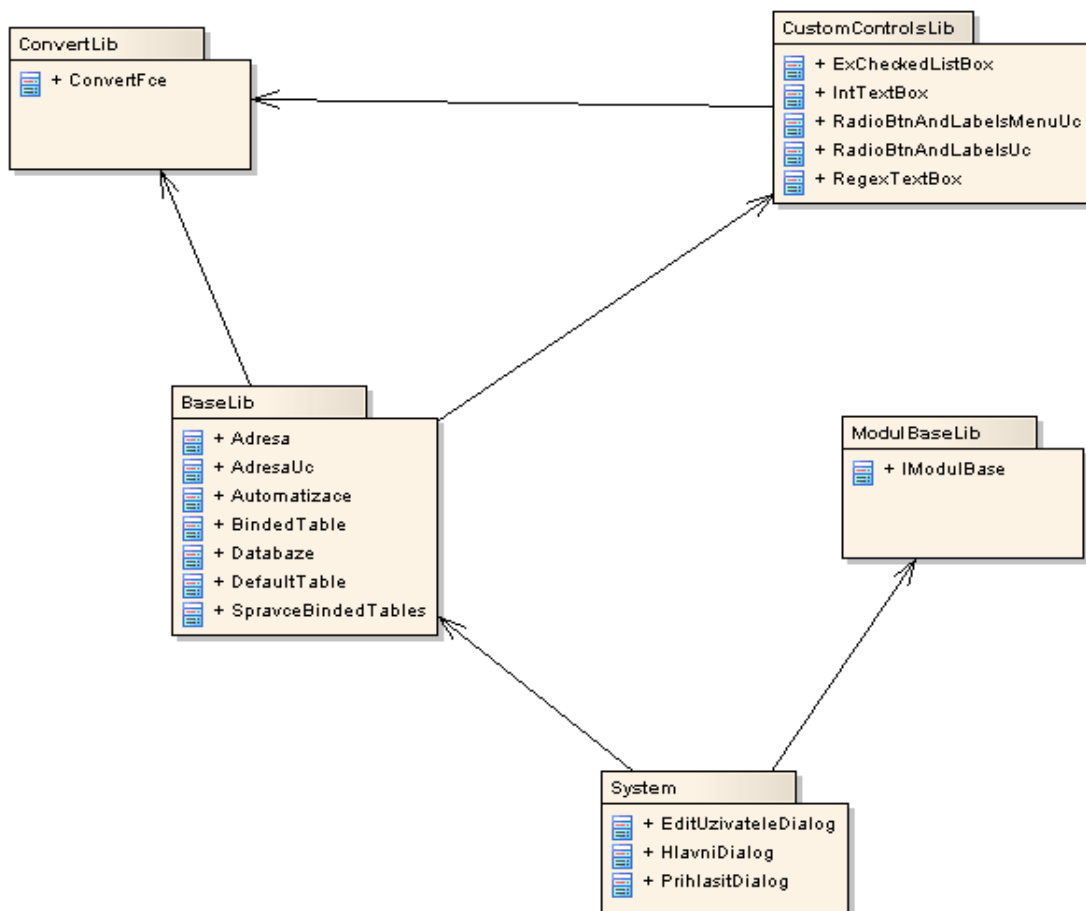 ConvertLib
+ ConvertFce
CustomControlsLib
+ ExCheckedListBox
+ IntTextBox
+ RadioBtnAndLabelsMenuUc
+ RadioBtnAndLabelsUc
+ RegexTextBox
BaseLib
+ Adresa
+ AdresaUc
+ Automatizace
+ BindedTable
+ Databaze
+ DefaultTable
+ SpravceBindedTables
ModulBaseLib
+ IModulBase
System
+ EditUzivateleDialog
+ HlavniDialog
+ PrihlasitDialog